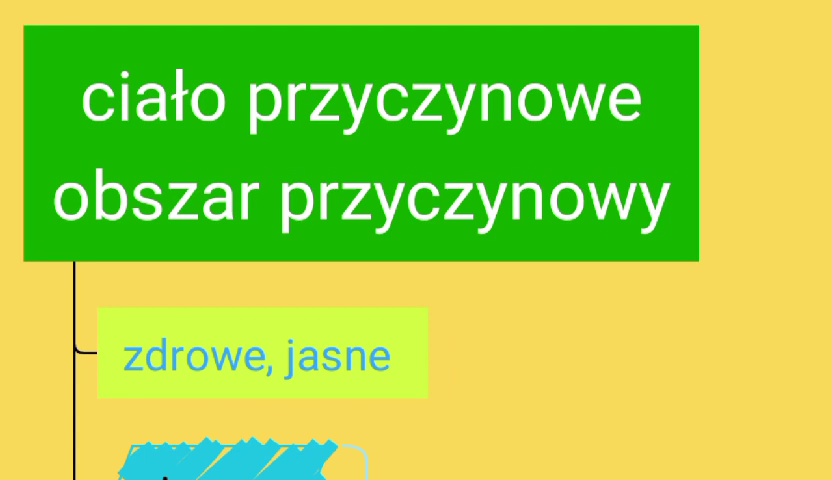 ciało przyczynowe
obszar przyczynowy
zdrowe, jasne